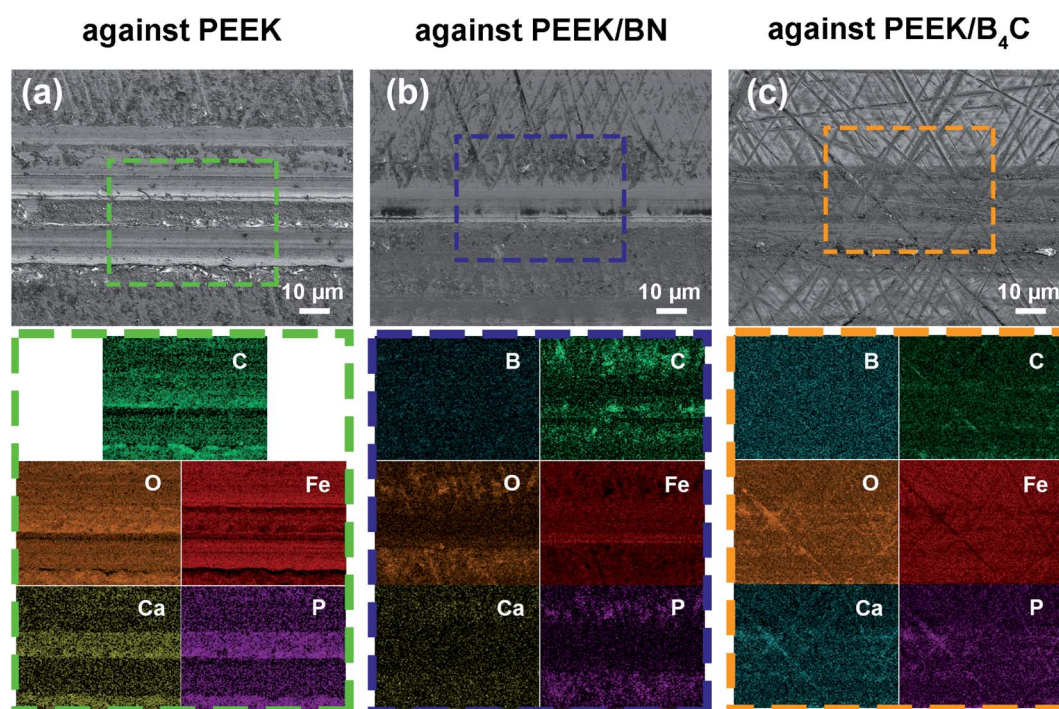 against PEEK against PEEK/BN against PEEK/B₄C
(a) (b) (c)
10 μm 10 μm 10 μm
C B C B C
O Fe O Fe O Fe
Ca P Ca P Ca P